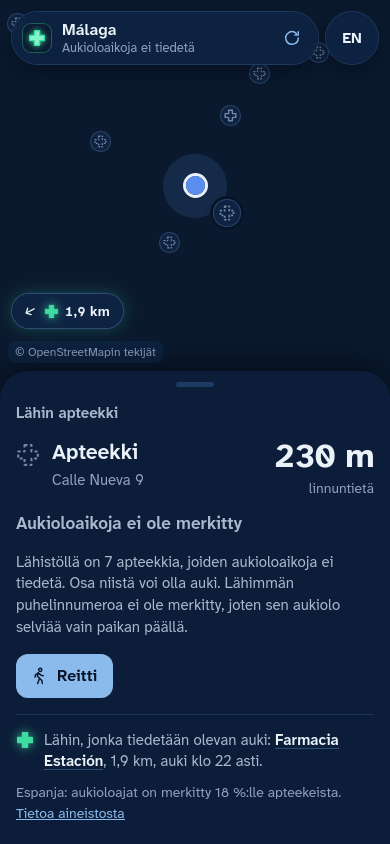 Málaga
Aukioloaikoja ei tiedetä
EN
1,9 km
© OpenStreetMapin tekijät
Lähin apteekki
Apteekki
230 m
Calle Nueva 9
linnuntietä
Aukioloaikoja ei ole merkitty
Lähistöllä on 7 apteekkia, joiden aukioloaikoja ei
tiedetä. Osa niistä voi olla auki. Lähimmän
puhelinnumeroa ei ole merkitty, joten sen aukiolo
selviää vain paikan päällä.
Reitti
Lähin, jonka tiedetään olevan auki: Farmacia
Estación, 1,9 km, auki klo 22 asti.
Espanja: aukioloajat on merkitty 18 %:lle apteekeista.
Tietoa aineistosta